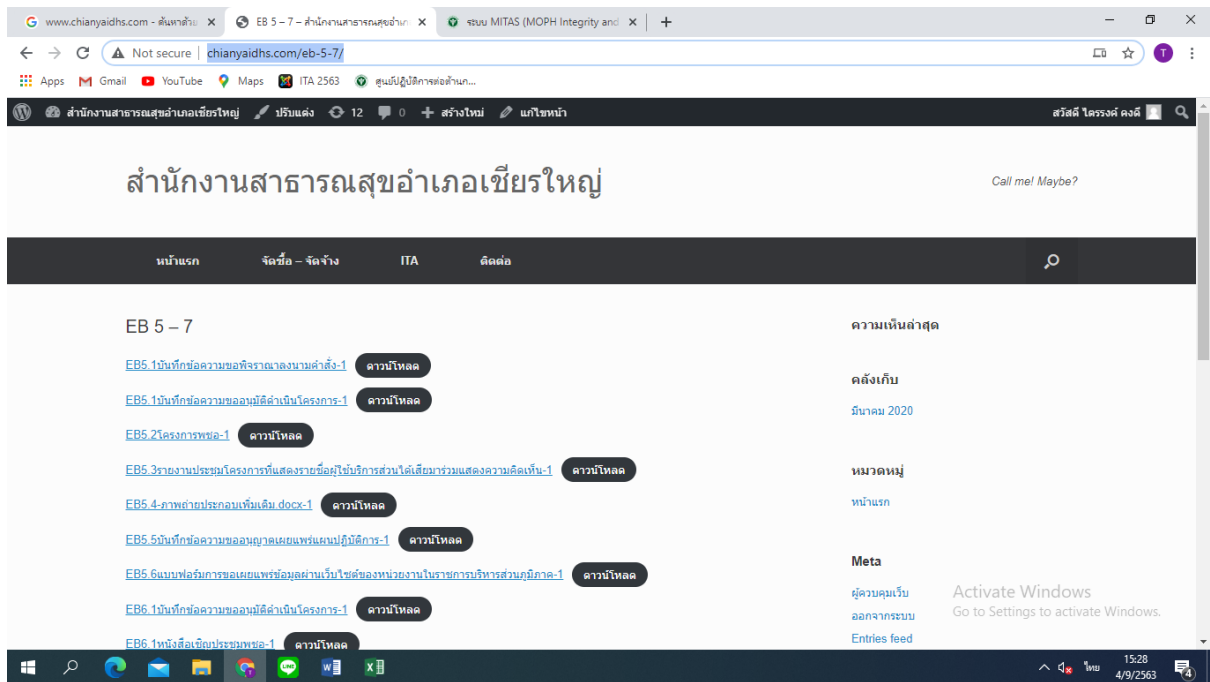 www.chianyaidhs.com - ค้นหาด้วย
EB 5 – 7 – สำนักงานสาธารณสุขอำเภ
ระบบ MITAS (MOPH Integrity and
Not secure | chianyaidhs.com/eb-5-7/
T
Apps Gmail YouTube Maps ITA 2563 ศูนย์ปฏิบัติการต่อต้านก...
สำนักงานสาธารณสุขอำเภอเชียรใหญ่ ปรับแต่ง 12 0 สร้างใหม่ แก้ไขหน้า สวัสดี ไตรรงค์ คงดี
สำนักงานสาธารณสุขอำเภอเชียรใหญ่
Call me! Maybe?
หน้าแรก จัดซื้อ – จัดจ้าง ITA ติดต่อ
EB 5 – 7
EB5.1บันทึกข้อความขอพิจราณาลงนามคำสั่ง-1 ดาวน์โหลด
EB5.1บันทึกข้อความขออนุมัติดำเนินโครงการ-1 ดาวน์โหลด
EB5.2โครงการพชอ-1 ดาวน์โหลด
EB5.3รายงานประชุมโครงการที่แสดงรายชื่อผู้ใช้บริการส่วนได้เสียมาร่วมแสดงความคิดเห็น-1 ดาวน์โหลด
EB5.4-ภาพถ่ายประกอบเพิ่มเติม.docx-1 ดาวน์โหลด
EB5.5บันทึกข้อความขออนุญาตเผยแพร่แผนปฏิบัติการ-1 ดาวน์โหลด
EB5.6แบบฟอร์มการขอเผยแพร่ข้อมูลผ่านเว็บไซต์ของหน่วยงานในราชการบริหารส่วนภูมิภาค-1 ดาวน์โหลด
EB6.1บันทึกข้อความขออนุมัติดำเนินโครงการ-1 ดาวน์โหลด
EB6.1หนังสือเชิญประชุมพชอ-1 ดาวน์โหลด
ความเห็นล่าสุด
คลังเก็บ
มีนาคม 2020
หมวดหมู่
หน้าแรก
Meta
ผู้ควบคุมเว็บ
ออกจากระบบ
Entries feed
Activate Windows
Go to Settings to activate Windows.
ไทย
15:28
4/9/2563
4